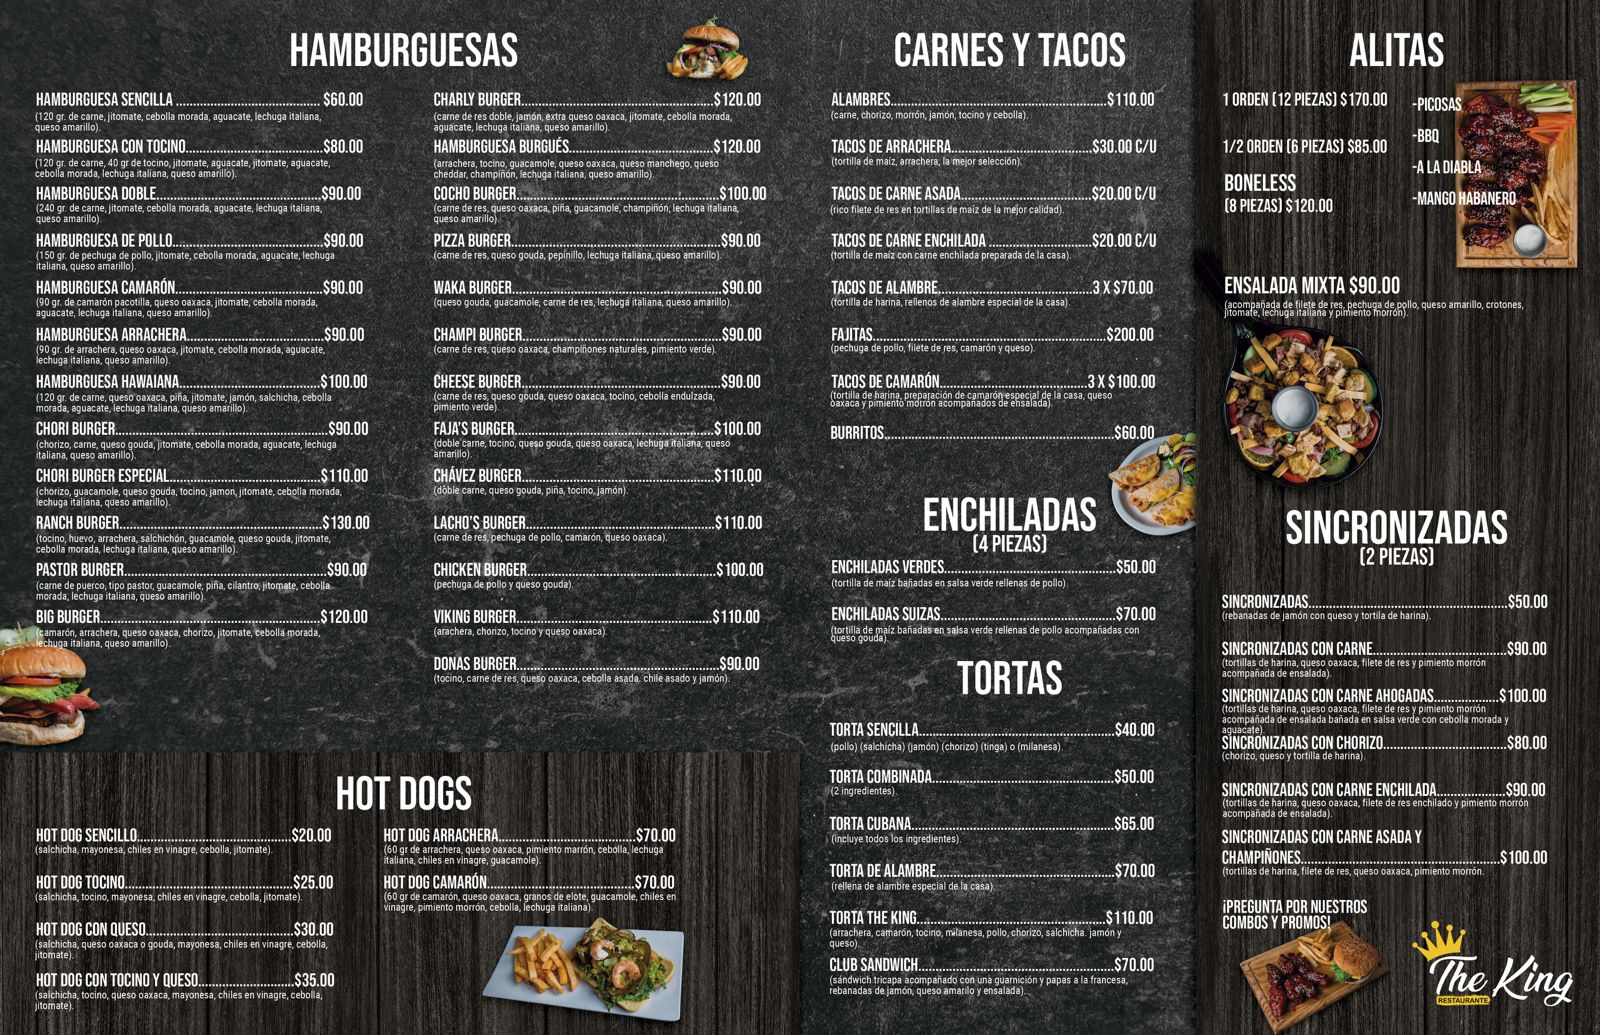 HAMBURGUESAS
HAMBURGUESA SENCILLA ................................ $60.00
(120 gr. de carne, jitomate, cebolla morada, aguacate, lechuga italiana,
queso amarillo).
HAMBURGUESA CON TOCINO...............................$80.00
(120 gr. de carne, 40 gr de tocino, jitomate, aguacate, jitomate, aguacate,
cebolla morada, lechuga italiana, queso amarillo).
HAMBURGUESA DOBLE.....................................$90.00
(240 gr. de carne, jitomate, cebolla morada, aguacate, lechuga italiana,
queso amarillo).
HAMBURGUESA DE POLLO..................................$90.00
(150 gr. de pechuga de pollo, jitomate, cebolla morada, aguacate, lechuga
italiana, queso amarillo).
HAMBURGUESA CAMARÓN..................................$90.00
(90 gr. de camarón pacotilla, queso oaxaca, jitomate, cebolla morada,
aguacate, lechuga italiana, queso amarillo).
HAMBURGUESA ARRACHERA...............................$90.00
(90 gr. de arrachera, queso oaxaca, jitomate, cebolla morada, aguacate,
lechuga italiana, queso amarillo).
HAMBURGUESA HAWAIANA................................$100.00
(120 gr. de carne, queso oaxaca, piña, jitomate, jamón, salchicha, cebolla
morada, aguacate, lechuga italiana, queso amarillo).
CHORI BURGER................................................$90.00
(chorizo, carne, queso gouda, jitomate, cebolla morada, aguacate, lechuga
italiana, queso amarillo).
CHORI BURGER ESPECIAL..................................$110.00
(chorizo, guacamole, queso gouda, tocino, jamon, jitomate, cebolla morada,
lechuga italiana, queso amarillo).
RANCH BURGER..............................................$130.00
(tocino, huevo, arrachera, salchichón, guacamole, queso gouda, jitomate,
cebolla morada, lechuga italiana, queso amarillo).
PASTOR BURGER..............................................$90.00
(carne de puerco, tipo pastor, guacamole, piña, cilantro, jitomate, cebolla
morada, lechuga italiana, queso amarillo).
BIG BURGER..................................................$120.00
(camarón, arrachera, queso oaxaca, chorizo, jitomate, cebolla morada,
lechuga italiana, queso amarillo).
CHARLY BURGER............................................$120.00
(carne de res doble, jamón, extra queso oaxaca, jitomate, cebolla morada,
aguacate, lechuga italiana, queso amarillo).
HAMBURGUESA BURGUÉS.................................$120.00
(arrachera, tocino, guacamole, queso oaxaca, queso manchego, queso
cheddar, champiñón, lechuga italiana, queso amarillo).
COCHO BURGER..............................................$100.00
(carne de res, queso oaxaca, piña, guacamole, champiñón, lechuga italiana,
queso amarillo).
PIZZA BURGER................................................$90.00
(carne de res, queso gouda, pepinillo, lechuga italiana, queso amarillo).
WAKA BURGER................................................$90.00
(queso gouda, guacamole, carne de res, lechuga italiana, queso amarillo).
CHAMPI BURGER..............................................$90.00
(carne de res, queso oaxaca, champiñones naturales, pimiento verde).
CHEESE BURGER..............................................$90.00
(carne de res, queso gouda, queso oaxaca, tocino, cebolla endulzada,
pimiento verde).
FAJA'S BURGER..............................................$100.00
(doble carne, tocino, queso gouda, queso oaxaca, lechuga italiana, queso
amarillo).
CHÁVEZ BURGER............................................$110.00
(doble carne, queso gouda, piña, tocino, jamón).
LACHO'S BURGER...........................................$110.00
(carne de res, pechuga de pollo, camarón, queso oaxaca).
CHICKEN BURGER...........................................$100.00
(pechuga de pollo y queso gouda).
VIKING BURGER.............................................$110.00
(arachera, chorizo, tocino y queso oaxaca).
DONAS BURGER..............................................$90.00
(tocino, carne de res, queso oaxaca, cebolla asada. chile asado y jamón).
HOT DOGS
HOT DOG SENCILLO...................................$20.00
(salchicha, mayonesa, chiles en vinagre, cebolla, jitomate).
HOT DOG TOCINO......................................$25.00
(salchicha, tocino, mayonesa, chiles en vinagre, cebolla, jitomate).
HOT DOG CON QUESO.................................$30.00
(salchicha, queso oaxaca o gouda, mayonesa, chiles en vinagre, cebolla,
jitomate).
HOT DOG CON TOCINO Y QUESO.....................$35.00
(salchicha, tocino, queso oaxaca, mayonesa, chiles en vinagre, cebolla,
jitomate).
HOT DOG ARRACHERA...............................$70.00
(60 gr de arrachera, queso oaxaca, pimiento marrón, cebolla, lechuga
italiana, chiles en vinagre, guacamole).
HOT DOG CAMARÓN.................................$70.00
(60 gr de camarón, queso oaxaca, granos de elote, guacamole, chiles en
vinagre, pimiento morrón, cebolla, lechuga italiana).
CARNES Y TACOS
ALAMBRES.................................................$110.00
(carne, chorizo, morrón, jamón, tocino y cebolla).
TACOS DE ARRACHERA................................$30.00 C/U
(tortilla de maíz, arrachera, la mejor selección).
TACOS DE CARNE ASADA..............................$20.00 C/U
(rico filete de res en tortillas de maíz de la mejor calidad).
TACOS DE CARNE ENCHILADA ........................$20.00 C/U
(tortilla de maíz con carne enchilada preparada de la casa).
TACOS DE ALAMBRE...................................3 X $70.00
(tortilla de harina, rellenos de alambre especial de la casa).
FAJITAS.....................................................$200.00
(pechuga de pollo, filete de res, camarón y queso).
TACOS DE CAMARÓN..................................3 X $100.00
(tortilla de harina, preparación de camarón especial de la casa, queso
oaxaca y pimiento morrón acompañados de ensalada).
BURRITOS....................................................$60.00
ENCHILADAS
(4 PIEZAS)
ENCHILADAS VERDES.......................................$50.00
(tortilla de maíz bañadas en salsa verde rellenas de pollo).
ENCHILADAS SUIZAS........................................$70.00
(tortilla de maíz bañadas en salsa verde rellenas de pollo acompañadas con
queso gouda).
TORTAS
TORTA SENCILLA............................................$40.00
(pollo) (salchicha) (jamón) (chorizo) (tinga) o (milanesa).
TORTA COMBINADA.........................................$50.00
(2 ingredientes).
TORTA CUBANA..............................................$65.00
(incluye todos los ingredientes).
TORTA DE ALAMBRE.........................................$70.00
(rellena de alambre especial de la casa).
TORTA THE KING...........................................$110.00
(arrachera, camarón, tocino, milanesa, pollo, chorizo, salchicha. jamón y
queso).
CLUB SANDWICH.............................................$70.00
(sándwich tricapa acompañado con una guarnición y papas a la francesa,
rebanadas de jamón, queso amarilo y ensalada).
ALITAS
1 ORDEN (12 PIEZAS) $170.00
1/2 ORDEN (6 PIEZAS) $85.00
BONELESS
(8 PIEZAS) $120.00
-PICOSAS
-BBQ
-A LA DIABLA
-MANGO HABANERO
ENSALADA MIXTA $90.00
(acompañada de filete de res, pechuga de pollo, queso amarillo, crotones,
jitomate, lechuga italiana y pimiento morrón).
SINCRONIZADAS
(2 PIEZAS)
SINCRONIZADAS.............................................$50.00
(rebanadas de jamón con queso y tortila de harina).
SINCRONIZADAS CON CARNE..............................$90.00
(tortillas de harina, queso oaxaca, filete de res y pimiento morrón
acompañada de ensalada).
SINCRONIZADAS CON CARNE AHOGADAS..............$100.00
(tortillas de harina, queso oaxaca, filete de res y pimiento morrón
acompañada de ensalada bañada en salsa verde con cebolla morada y
aguacate).
SINCRONIZADAS CON CHORIZO............................$80.00
(chorizo, queso y tortilla de harina).
SINCRONIZADAS CON CARNE ENCHILADA...............$90.00
(tortillas de harina, queso oaxaca, filete de res enchilado y pimiento morrón
acompañada de ensalada).
SINCRONIZADAS CON CARNE ASADA Y
CHAMPIÑONES.............................................$100.00
(tortillas de harina, filete de res, queso oaxaca, pimiento morrón.
¡PREGUNTA POR NUESTROS
COMBOS Y PROMOS!
The King
RESTAURANTE